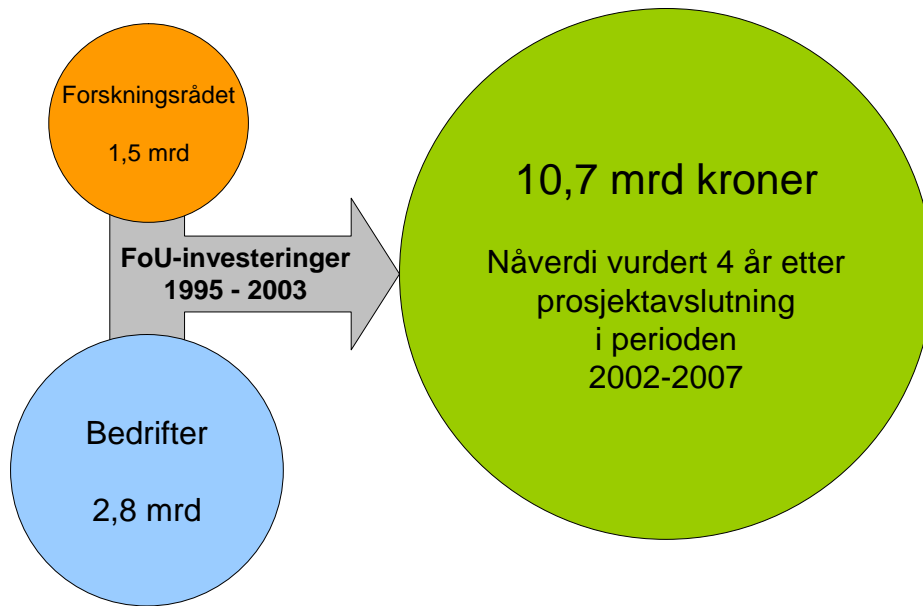 Forskningsrådet
1,5 mrd
FoU-investeringer
1995 - 2003
Bedrifter
2,8 mrd
10,7 mrd kroner
Nåverdi vurdert 4 år etter
prosjektavslutning
i perioden
2002-2007